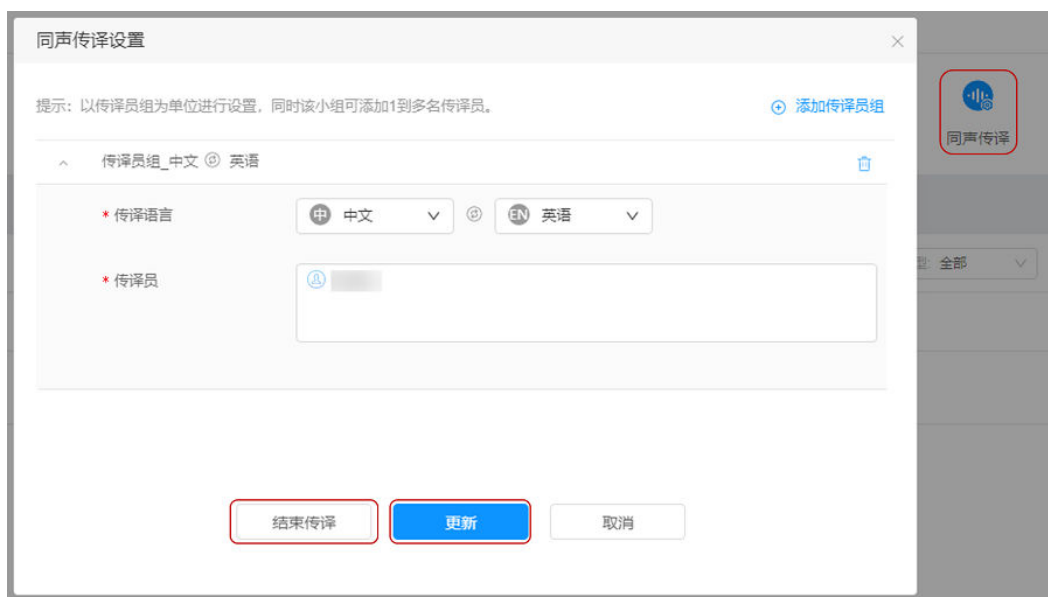 同声传译设置
提示：以传译员组为单位进行设置，同时该小组可添加1到多名传译员。
添加传译员组
同声传译
传译员组_中文 英语
* 传译语言
中 中文
EN 英语
型: 全部
* 传译员
结束传译
更新
取消